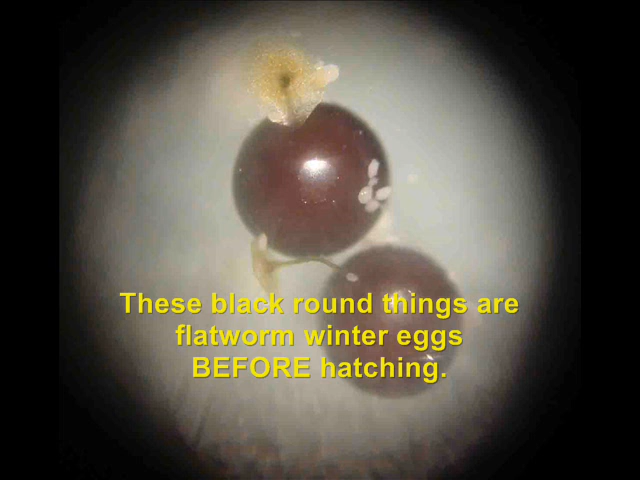 These black round things are
flatworm winter eggs
BEFORE hatching.